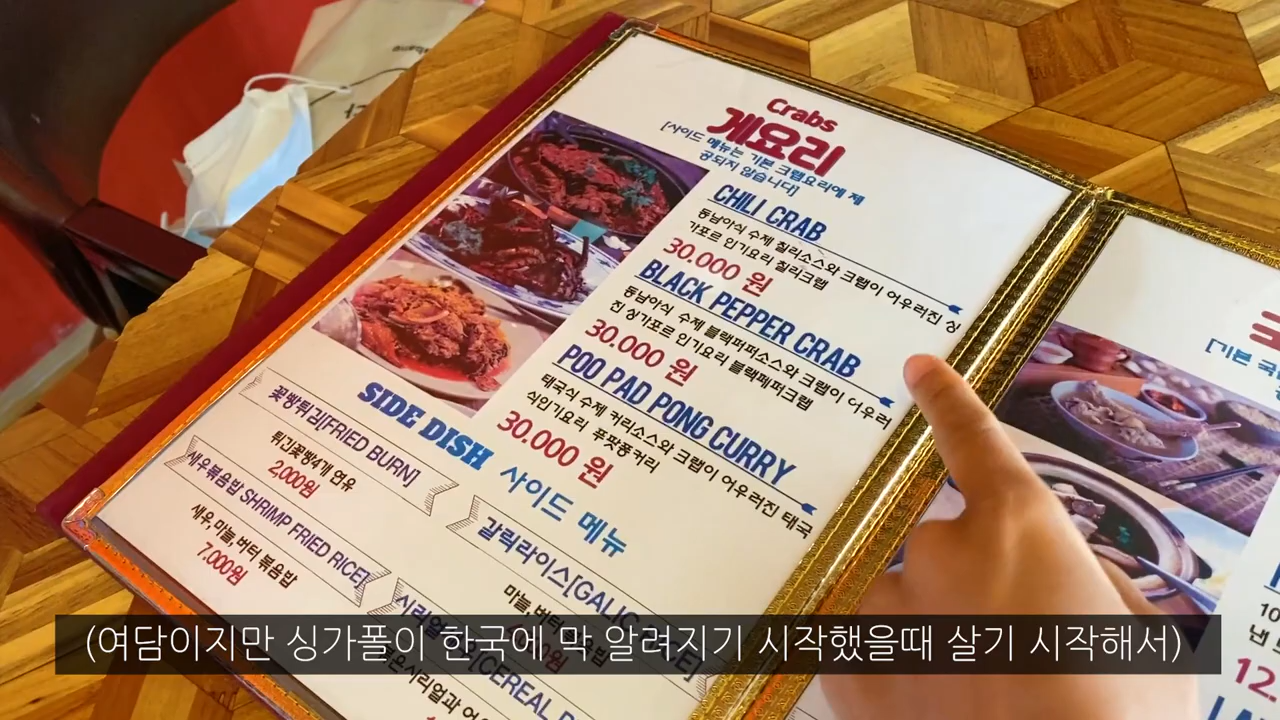 Crabs
게요리
[사이드 메뉴는 기본 크랩요리에 제
공되지 않습니다]
CHILI CRAB
동남아식 수제 칠리소스와 크랩이 어우러진 싱
가포르 인기요리 칠리크랩
30.000 원
BLACK PEPPER CRAB
동남아식 수제 블랙퍼퍼소스와 크랩이 어우러
진 싱가포르 인기요리 블랙페퍼크랩
30.000 원
POO PAD PONG CURRY
태국식 수제 커리소스와 크랩이 어우러진 태국
식인기요리 푸팟퐁커리
30.000 원
SIDE DISH 사이드 메뉴
꽃빵튀김[FRIED BURN]
튀긴꽃빵4개 연유
2,000원
새우볶음밥 SHRIMP FRIED RICE]
새우,마늘,버터 볶음밥
7.000원
갈릭라이스[GALIC
마늘,버터
[기본
12.
(여담이지만 싱가폴이 한국에 막 알려지기 시작했을때 살기 시작해서)